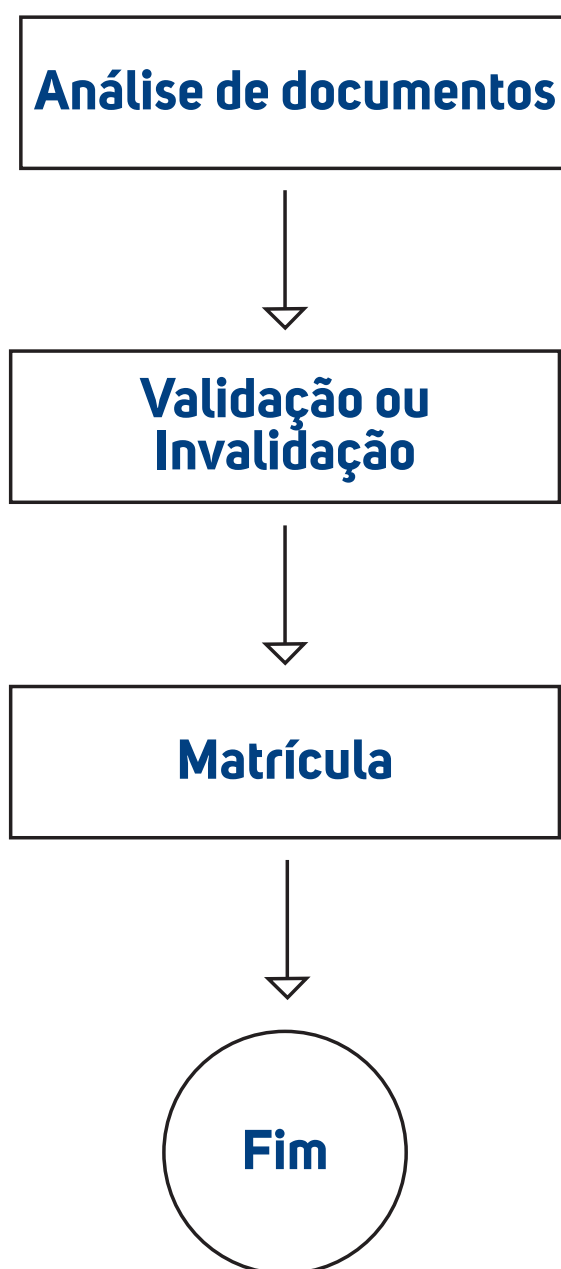 Análise de documentos
Validação ou
Invalidação
Matrícula
Fim